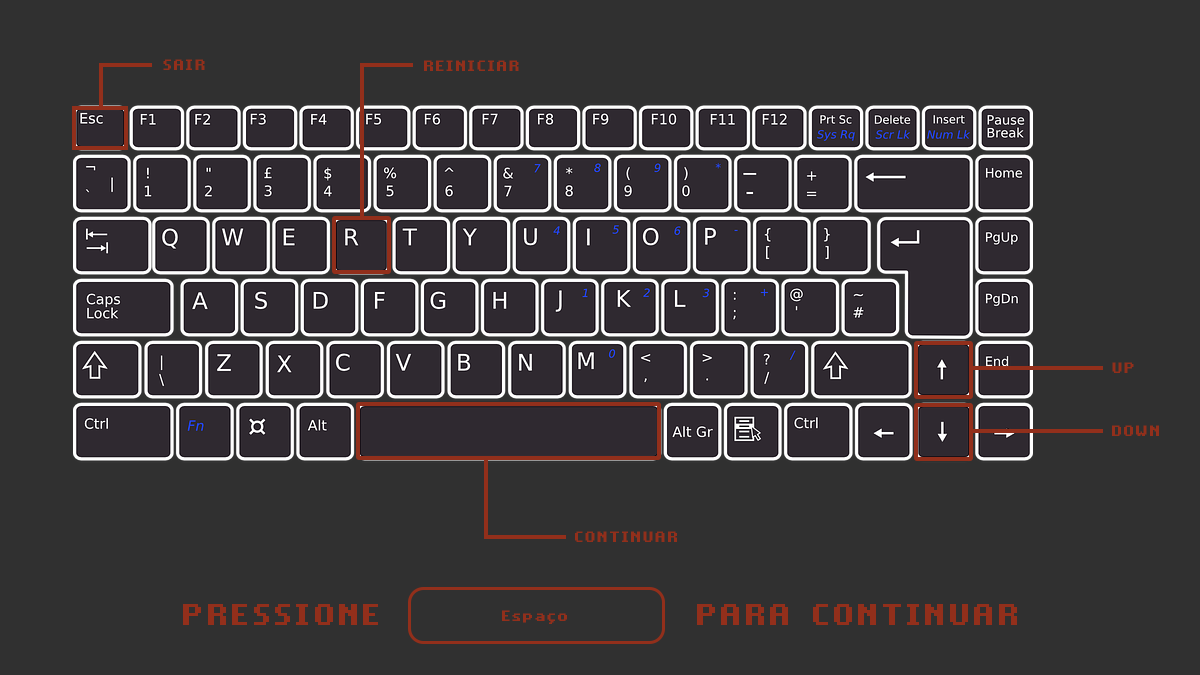 SAIR
REINICIAR
Esc F1 F2 F3 F4 F5 F6 F7 F8 F9 F10 F11 F12 Prt Sc Delete Insert Pause
Sys Rq Scr Lk Num Lk Break
¬ ! " £ $ % ^ & 7 * 8 ( 9 ) * — + ← Home
` | 1 2 3 4 5 6 7 8 9 0 - =
Q W E R T Y U 4 I 5 O 6 P - { } PgUp
[ ]
Caps A S D F G H J 1 K 2 L 3 : + @ ~ PgDn
Lock ; ' #
| Z X C V B N M 0 < > ? / ↑ End UP
\ , . /
Ctrl Fn Alt Alt Gr Ctrl ← ↓ → DOWN
CONTINUAR
PRESSIONE Espaço PARA CONTINUAR